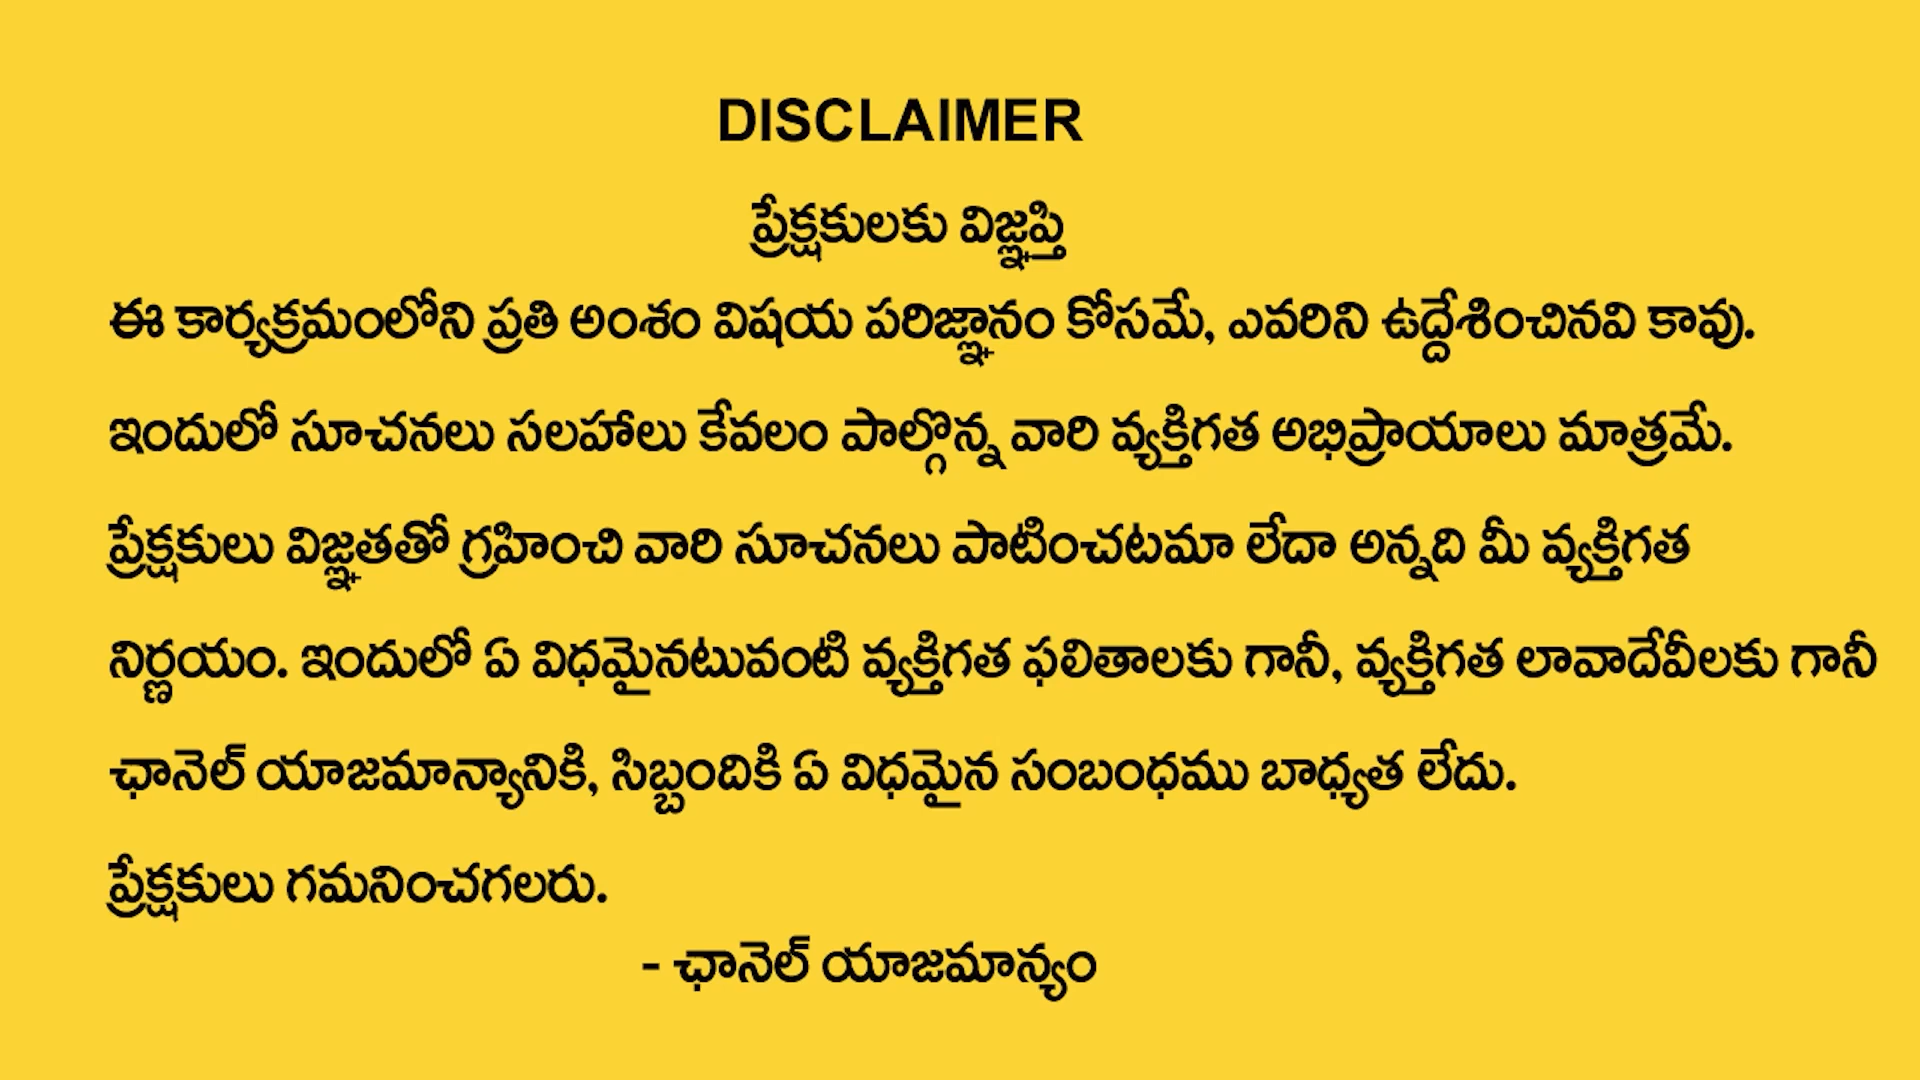 DISCLAIMER
ప్రేక్షకులకు విజ్ఞప్తి
ఈ కార్యక్రమంలోని ప్రతి అంశం విషయ పరిజ్ఞానం కోసమే, ఎవరిని ఉద్దేశించినవి కావు.
ఇందులో సూచనలు సలహాలు కేవలం పాల్గొన్న వారి వ్యక్తిగత అభిప్రాయాలు మాత్రమే.
ప్రేక్షకులు విజ్ఞతతో గ్రహించి వారి సూచనలు పాటించటమా లేదా అన్నది మీ వ్యక్తిగత
నిర్ణయం. ఇందులో ఏ విధమైనటువంటి వ్యక్తిగత ఫలితాలకు గానీ, వ్యక్తిగత లావాదేవీలకు గానీ
ఛానెల్ యాజమాన్యానికి, సిబ్బందికి ఏ విధమైన సంబంధము బాధ్యత లేదు.
ప్రేక్షకులు గమనించగలరు.
- ఛానెల్ యాజమాన్యం